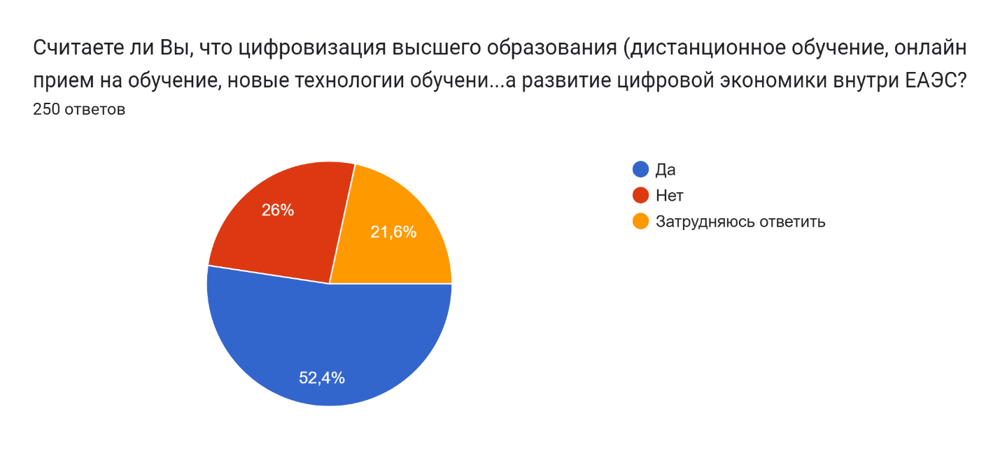 Считаете ли Вы, что цифровизация высшего образования (дистанционное обучение, онлайн
прием на обучение, новые технологии обучени...а развитие цифровой экономики внутри ЕАЭС?
250 ответов
Да
Нет
Затрудняюсь ответить
26%
21,6%
52,4%